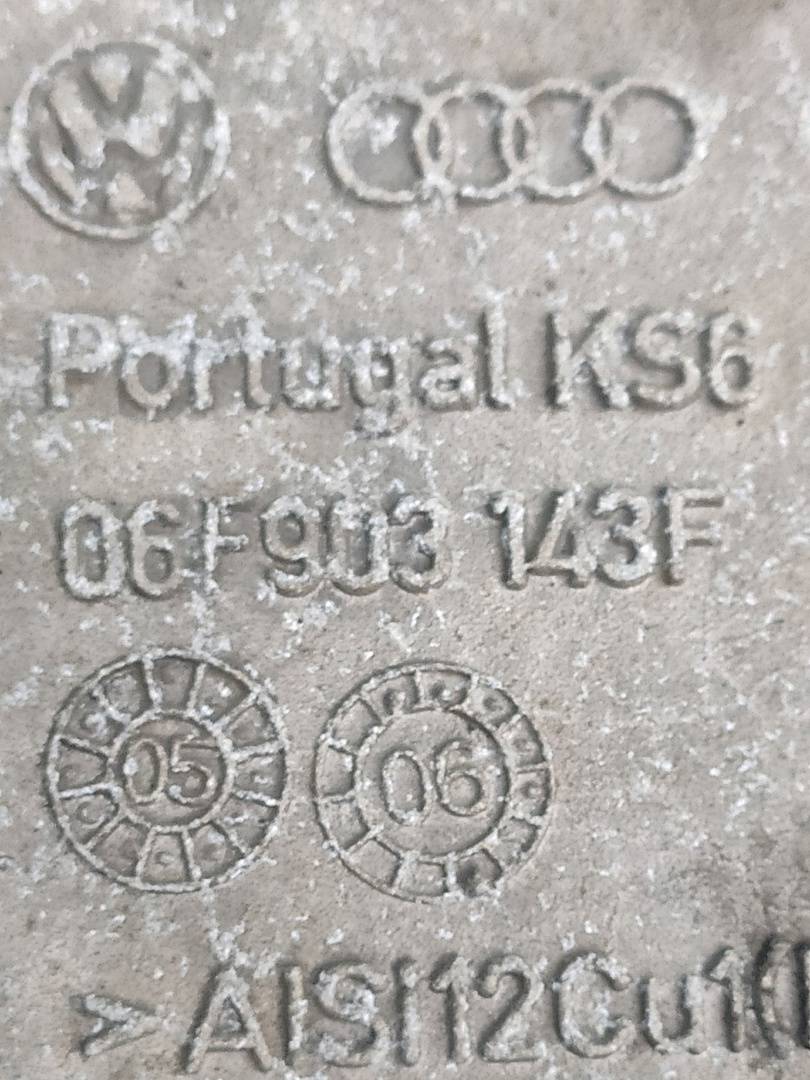 Portugal KS6
06F903 143F
05 06
>AlSi12Cu1(